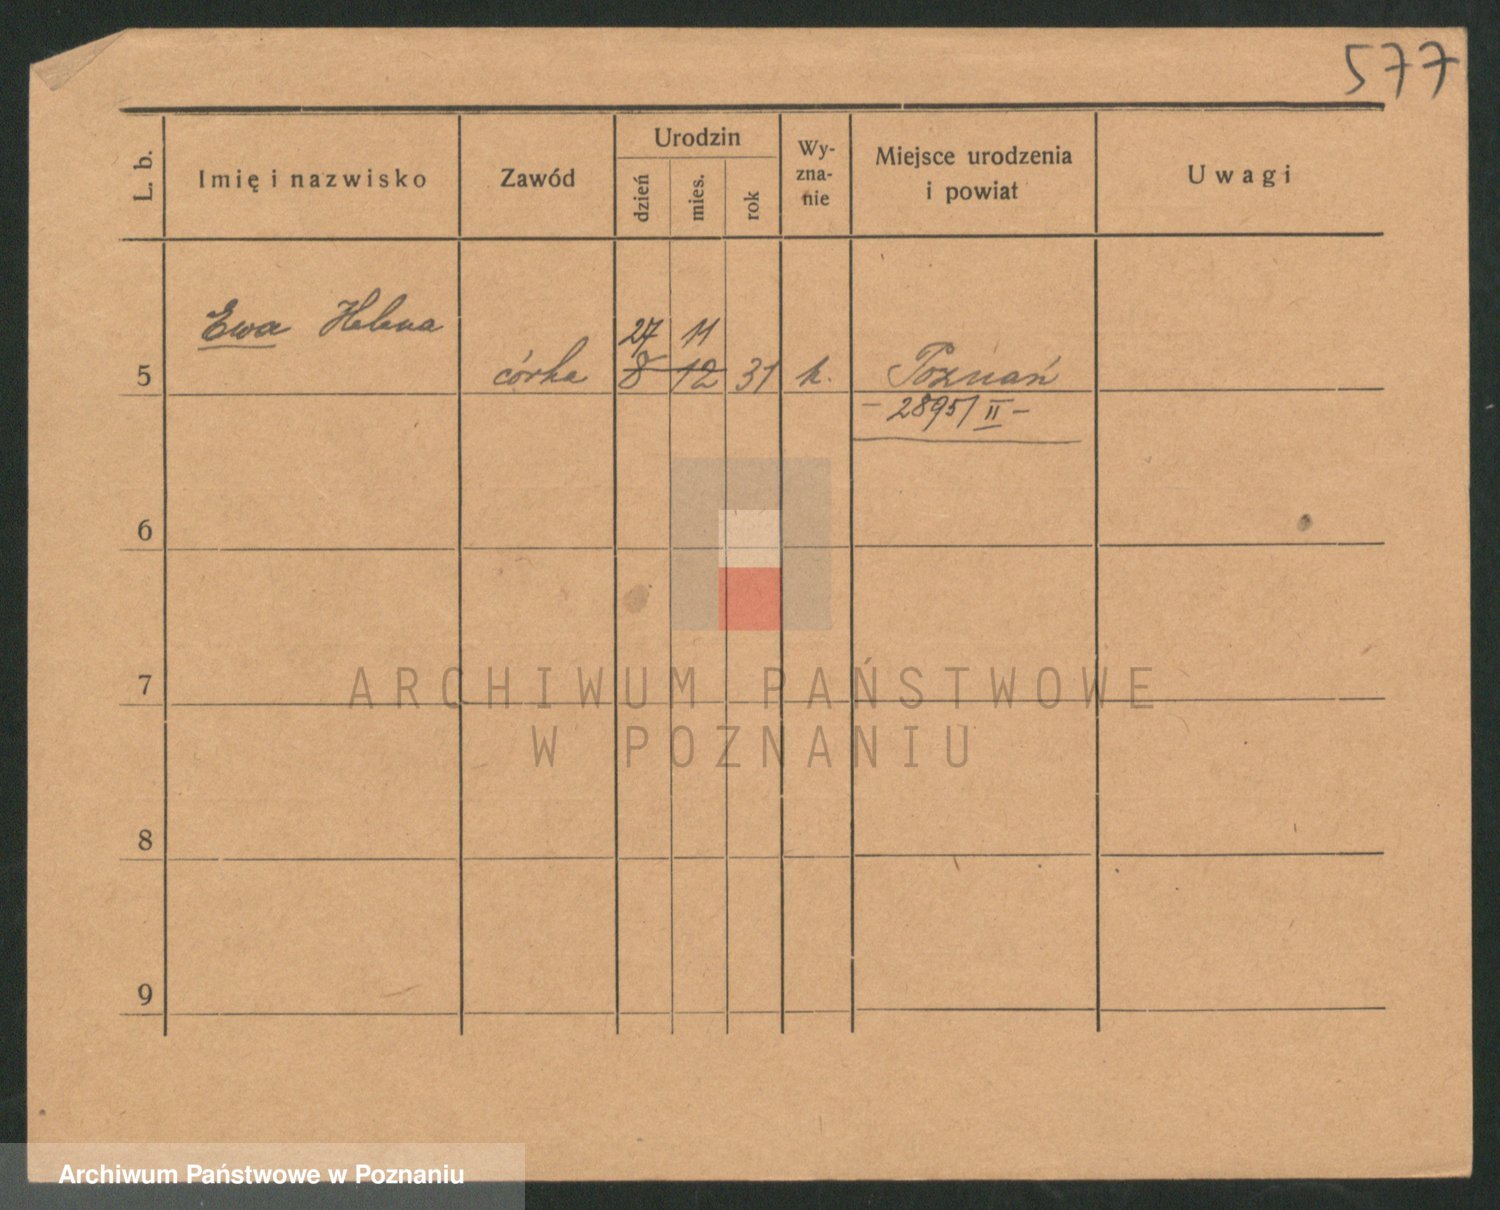 577
L. b.
Imię i nazwisko
Zawód
Urodzin
dzień
mies.
rok
Wy-
zna-
nie
Miejsce urodzenia
i powiat
Uwagi
Ewa Helena
27 11
5 córka 8 12 31 k. Poznań
- 2895/II -
6
7
8
9
ARCHIWUM PAŃSTWOWE
W POZNANIU
Archiwum Państwowe w Poznaniu